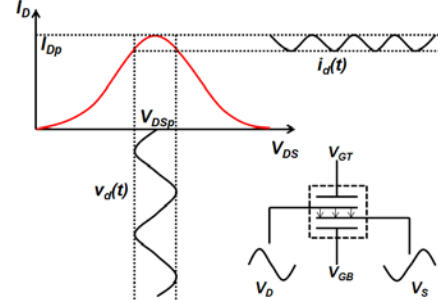 I_D
I_Dp
i_d(t)
V_DSp
V_DS
v_d(t)
V_GT
V_D
V_GB
V_S